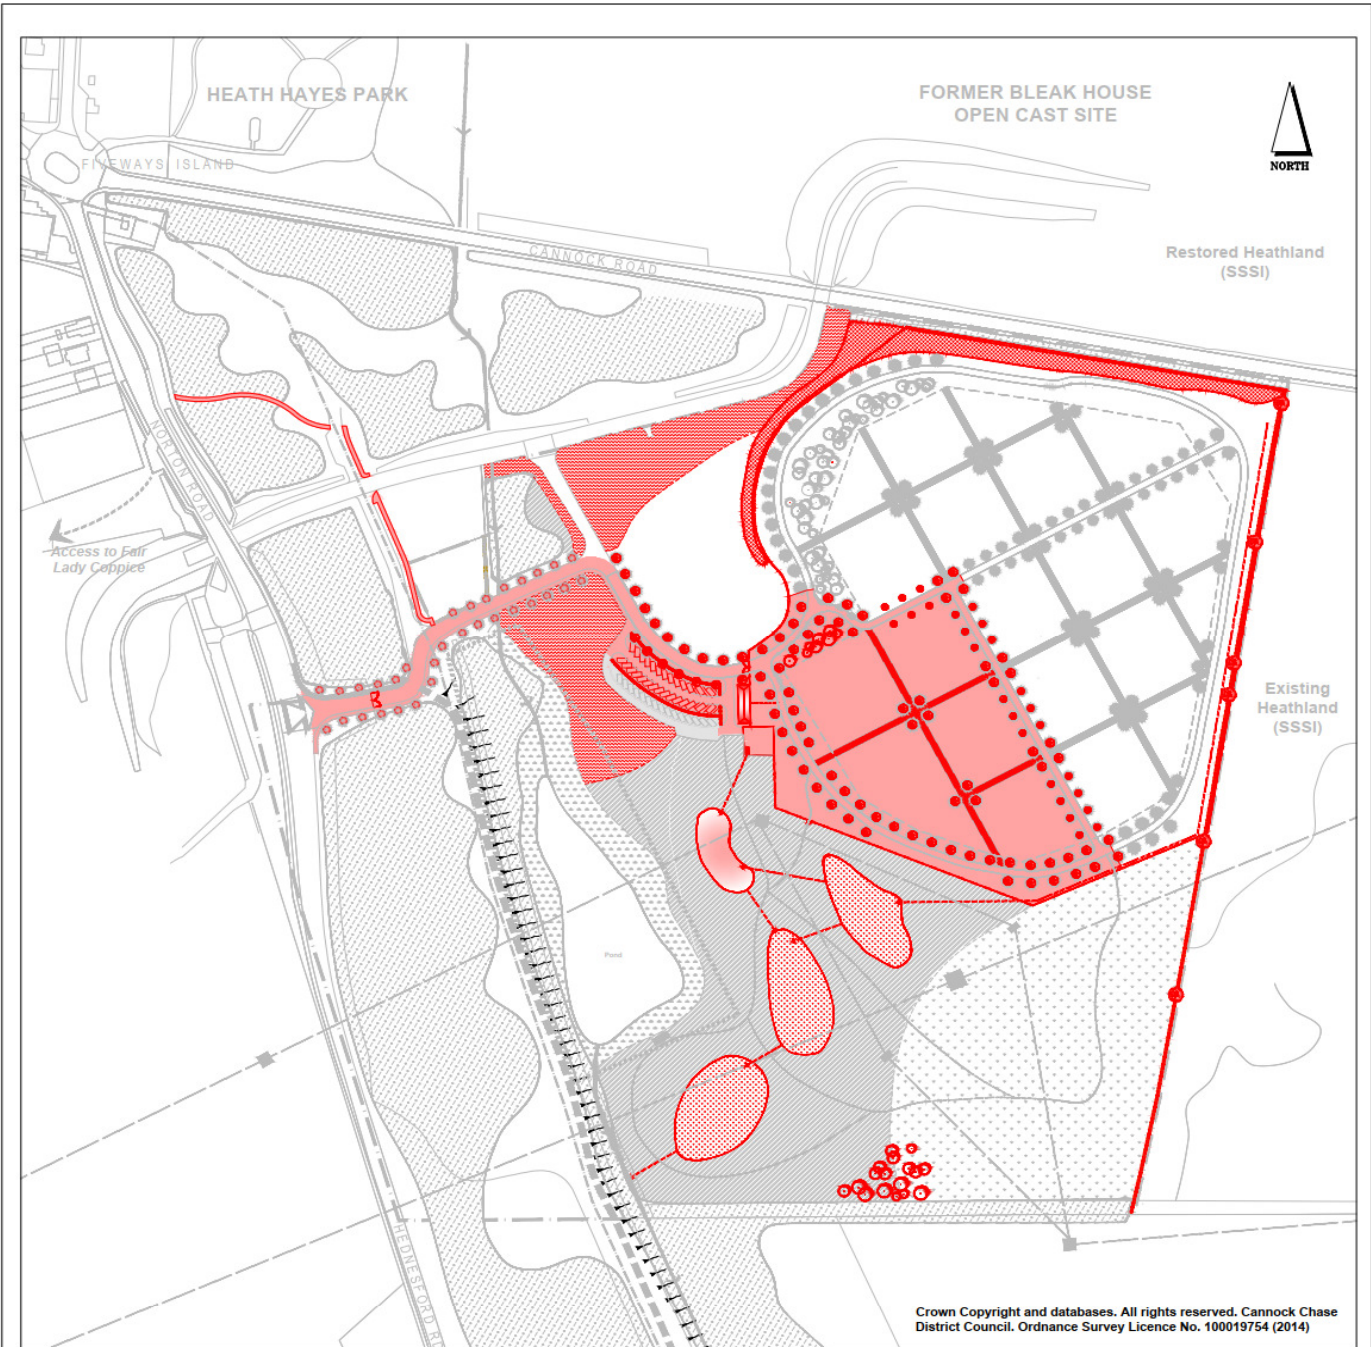 HEATH HAYES PARK
FORMER BLEAK HOUSE
OPEN CAST SITE
NORTH
FIVEWAYS ISLAND
CANNOCK ROAD
Restored Heathland
(SSSI)
NORTON ROAD
Access to Fair
Lady Coppice
Existing
Heathland
(SSSI)
Pond
HEDNESFORD RD
Crown Copyright and databases. All rights reserved. Cannock Chase
District Council. Ordnance Survey Licence No. 100019754 (2014)